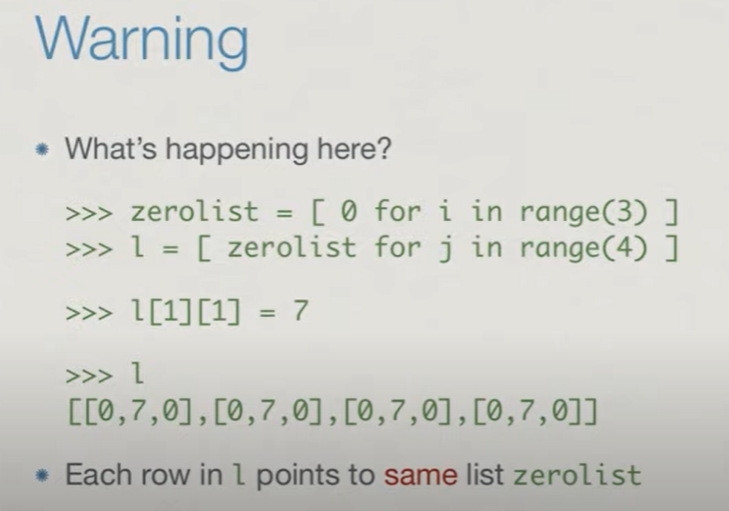 Warning
What's happening here?
>>> zerolist = [ 0 for i in range(3) ]
>>> l = [ zerolist for j in range(4) ]
>>> l[1][1] = 7
>>> l
[[0,7,0],[0,7,0],[0,7,0],[0,7,0]]
Each row in l points to same list zerolist